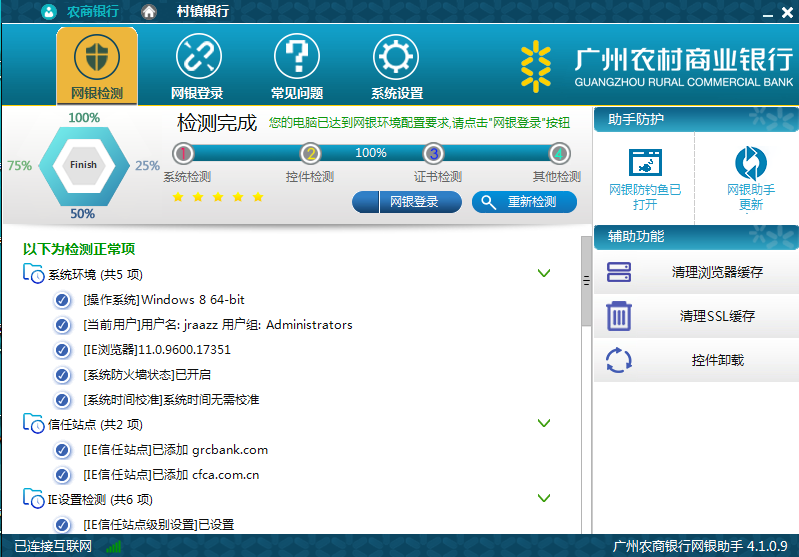 农商银行 村镇银行
网银检测 网银登录 常见问题 系统设置
广州农村商业银行
GUANGZHOU RURAL COMMERCIAL BANK
100%
75% Finish 25%
50%
检测完成 您的电脑已达到网银环境配置要求,请点击"网银登录"按钮
1 2 100% 3 4
系统检测 控件检测 证书检测 其他检测
网银登录 重新检测
助手防护
网银防钓鱼已
打开
网银助手
更新
辅助功能
清理浏览器缓存
清理SSL缓存
控件卸载
以下为检测正常项
系统环境 (共5 项)
[操作系统]Windows 8 64-bit
[当前用户]用户名: jraazz 用户组: Administrators
[IE浏览器]11.0.9600.17351
[系统防火墙状态]已开启
[系统时间校准]系统时间无需校准
信任站点 (共2 项)
[IE信任站点]已添加 grcbank.com
[IE信任站点]已添加 cfca.com.cn
IE设置检测 (共6 项)
[IE信任站点级别设置]已设置
已连接互联网
广州农商银行网银助手 4.1.0.9